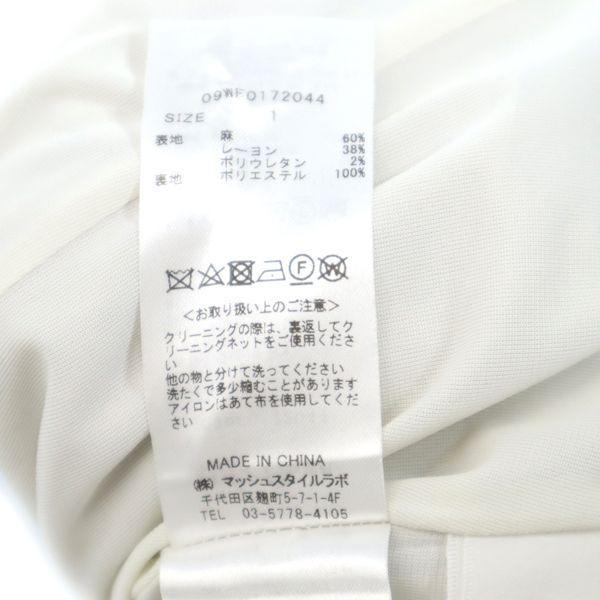 09WFO172044
SIZE 1
表地 麻 60%
レーヨン 38%
ポリウレタン 2%
裏地 ポリエステル 100%
F W
<お取り扱い上のご注意>
クリーニングの際は、裏返してク
リーニングネットをご使用くださ
い
他の物と分けて洗ってください
洗たくで多少縮むことがあります
アイロンはあて布を使用してくだ
さい
MADE IN CHINA
㈱ マッシュスタイルラボ
千代田区麹町5-7-1-4F
TEL 03-5778-4105